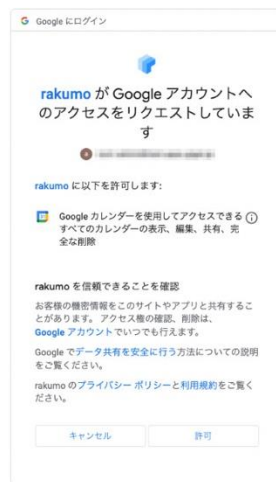 Google にログイン
rakumo が Google アカウントへ
のアクセスをリクエストしていま
す
rakumo に以下を許可します:
Google カレンダーを使用してアクセスできる
すべてのカレンダーの表示、編集、共有、完
全な削除
rakumo を信頼できることを確認
お客様の機密情報をこのサイトやアプリと共有するこ
とがあります。 アクセス権の確認、削除は、
Google アカウントでいつでも行えます。
Google でデータ共有を安全に行う方法についての説明
をご覧ください。
rakumo のプライバシー ポリシーと利用規約をご覧く
ださい。
キャンセル
許可